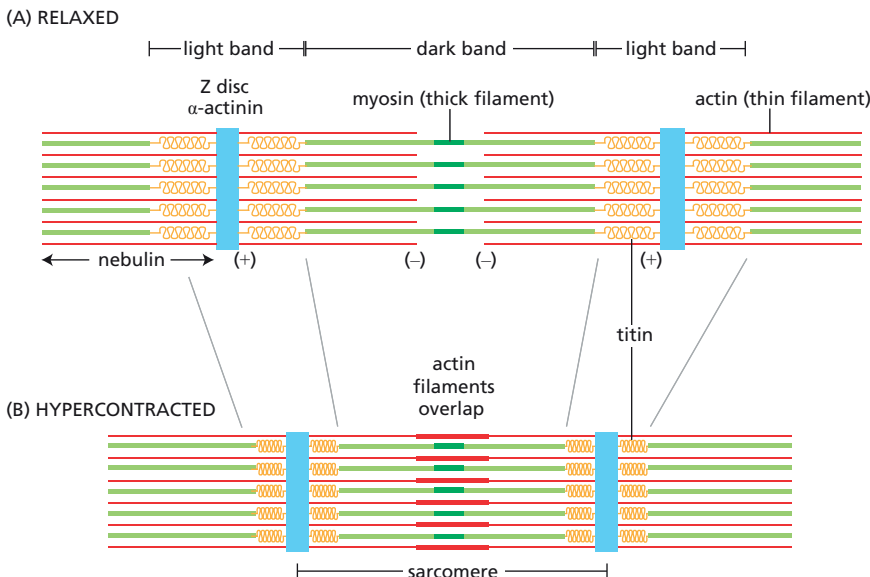 (A) RELAXED
light band
dark band
light band
Z disc
α-actinin
myosin (thick filament)
actin (thin filament)
nebulin
(+)
(–)
(–)
(+)
titin
actin
filaments
overlap
(B) HYPERCONTRACTED
sarcomere